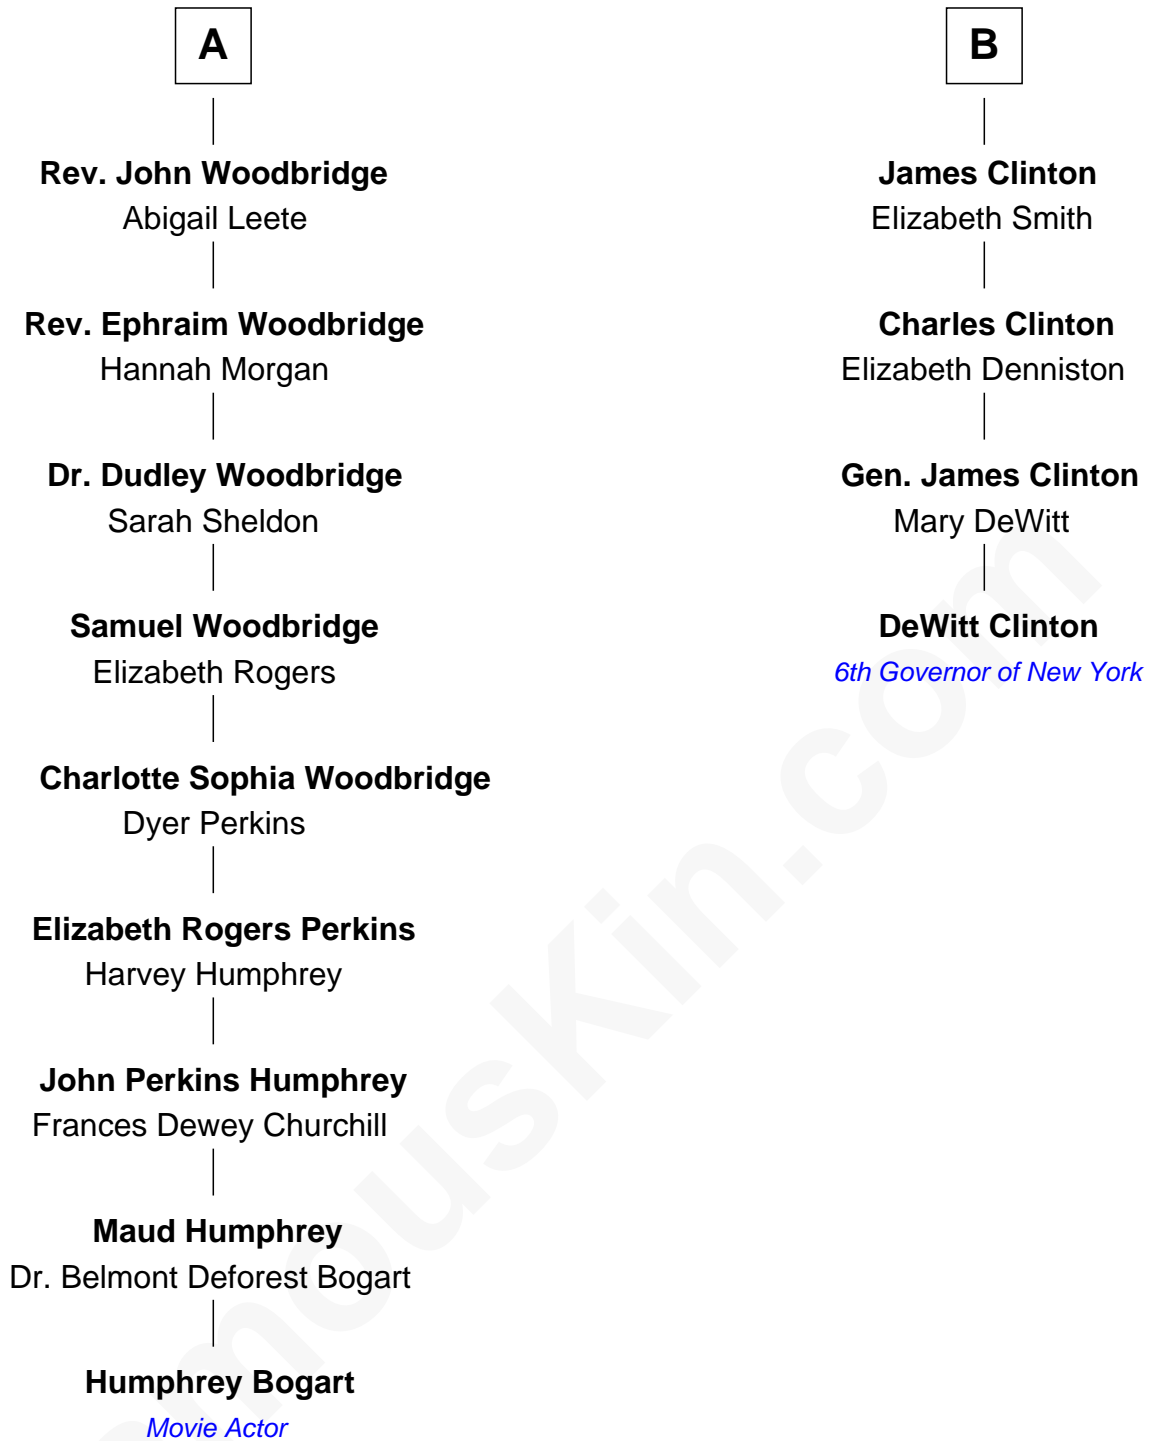 A
Rev. John Woodbridge
Abigail Leete
Rev. Ephraim Woodbridge
Hannah Morgan
Dr. Dudley Woodbridge
Sarah Sheldon
Samuel Woodbridge
Elizabeth Rogers
Charlotte Sophia Woodbridge
Dyer Perkins
Elizabeth Rogers Perkins
Harvey Humphrey
John Perkins Humphrey
Frances Dewey Churchill
Maud Humphrey
Dr. Belmont Deforest Bogart
Humphrey Bogart
Movie Actor
B
James Clinton
Elizabeth Smith
Charles Clinton
Elizabeth Denniston
Gen. James Clinton
Mary DeWitt
DeWitt Clinton
6th Governor of New York
mousKin.com